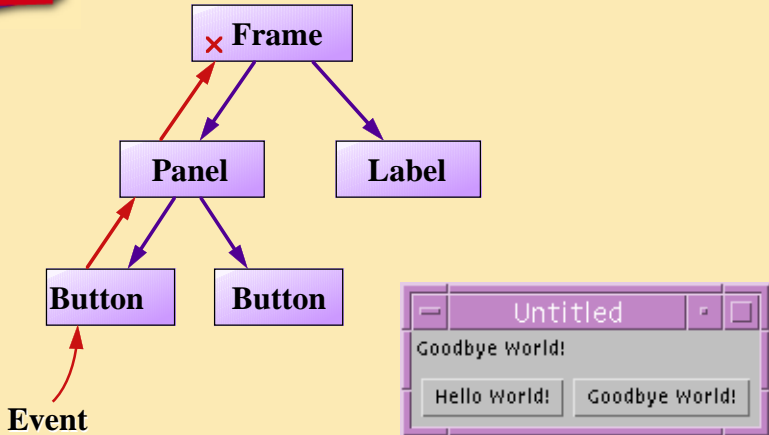 Frame
Panel
Label
Button
Button
Event
Untitled
Goodbye World!
Hello World!
Goodbye World!